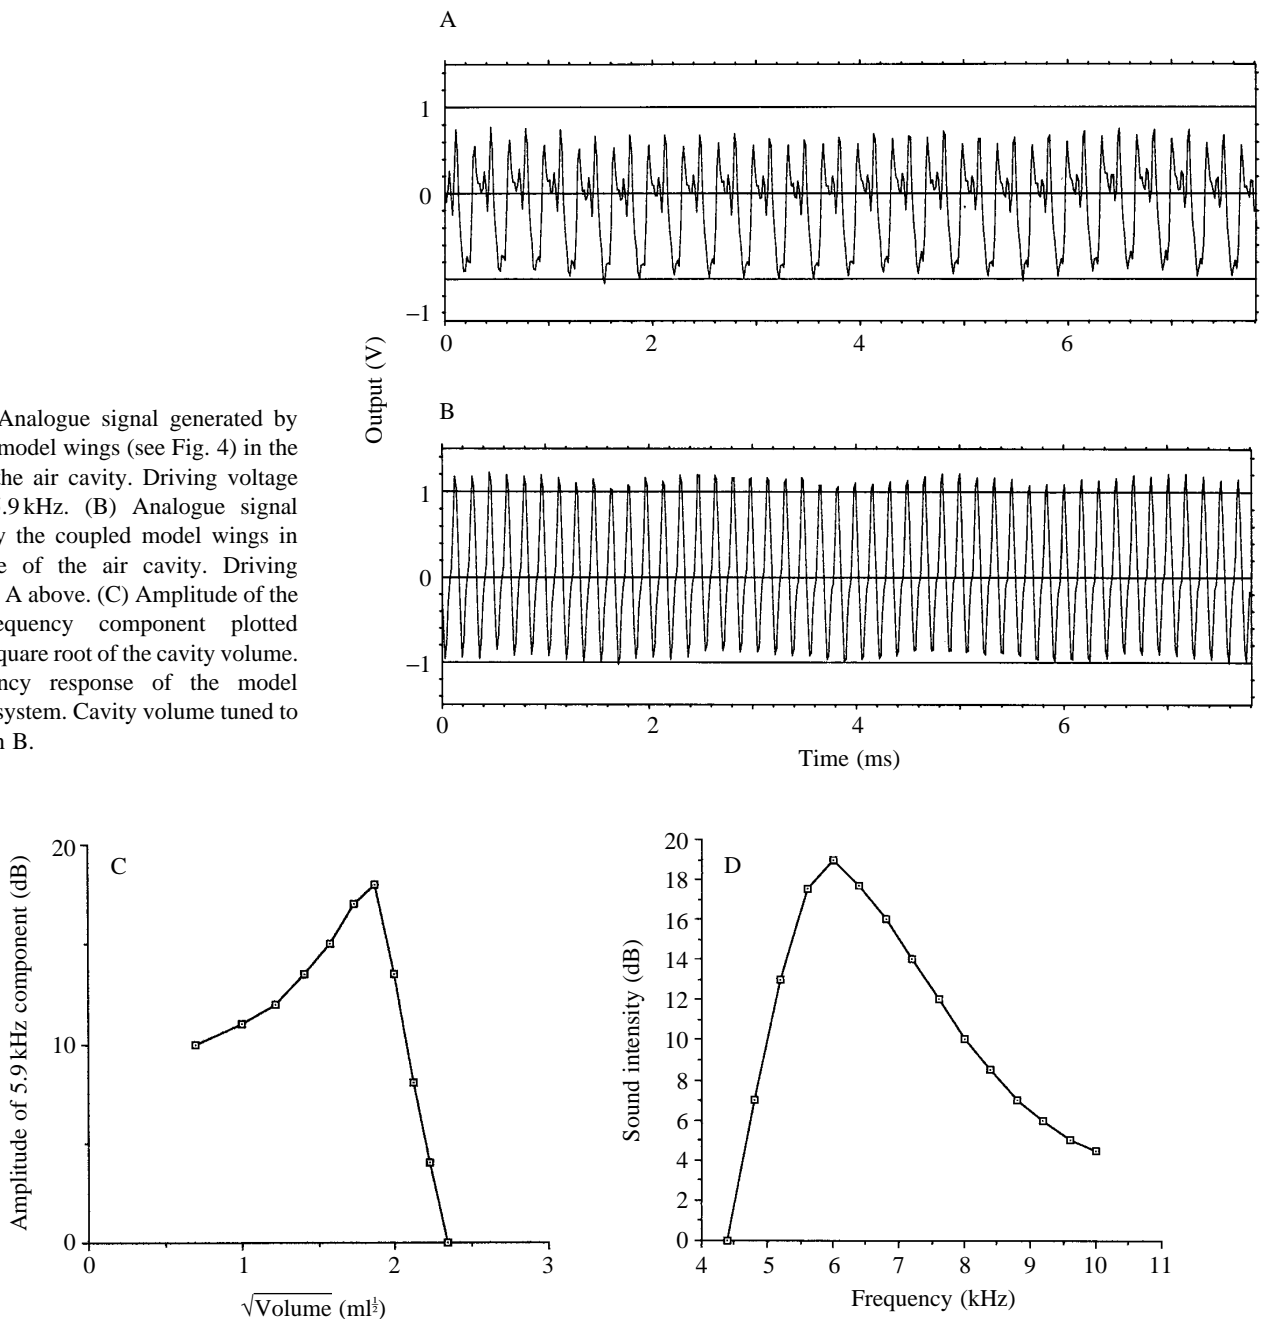 A
1
0
−1
0 2 4 6
Output (V)
B
1
0
−1
0 2 4 6
Time (ms)
Analogue signal generated by
model wings (see Fig. 4) in the
the air cavity. Driving voltage
.9 kHz. (B) Analogue signal
y the coupled model wings in
e of the air cavity. Driving
A above. (C) Amplitude of the
equency component plotted
quare root of the cavity volume.
ncy response of the model
system. Cavity volume tuned to
n B.
C
20
10
0
Amplitude of 5.9 kHz component (dB)
0 1 2 3
√Volume (ml½)
D
20
18
16
14
12
10
8
6
4
2
0
Sound intensity (dB)
4 5 6 7 8 9 10 11
Frequency (kHz)